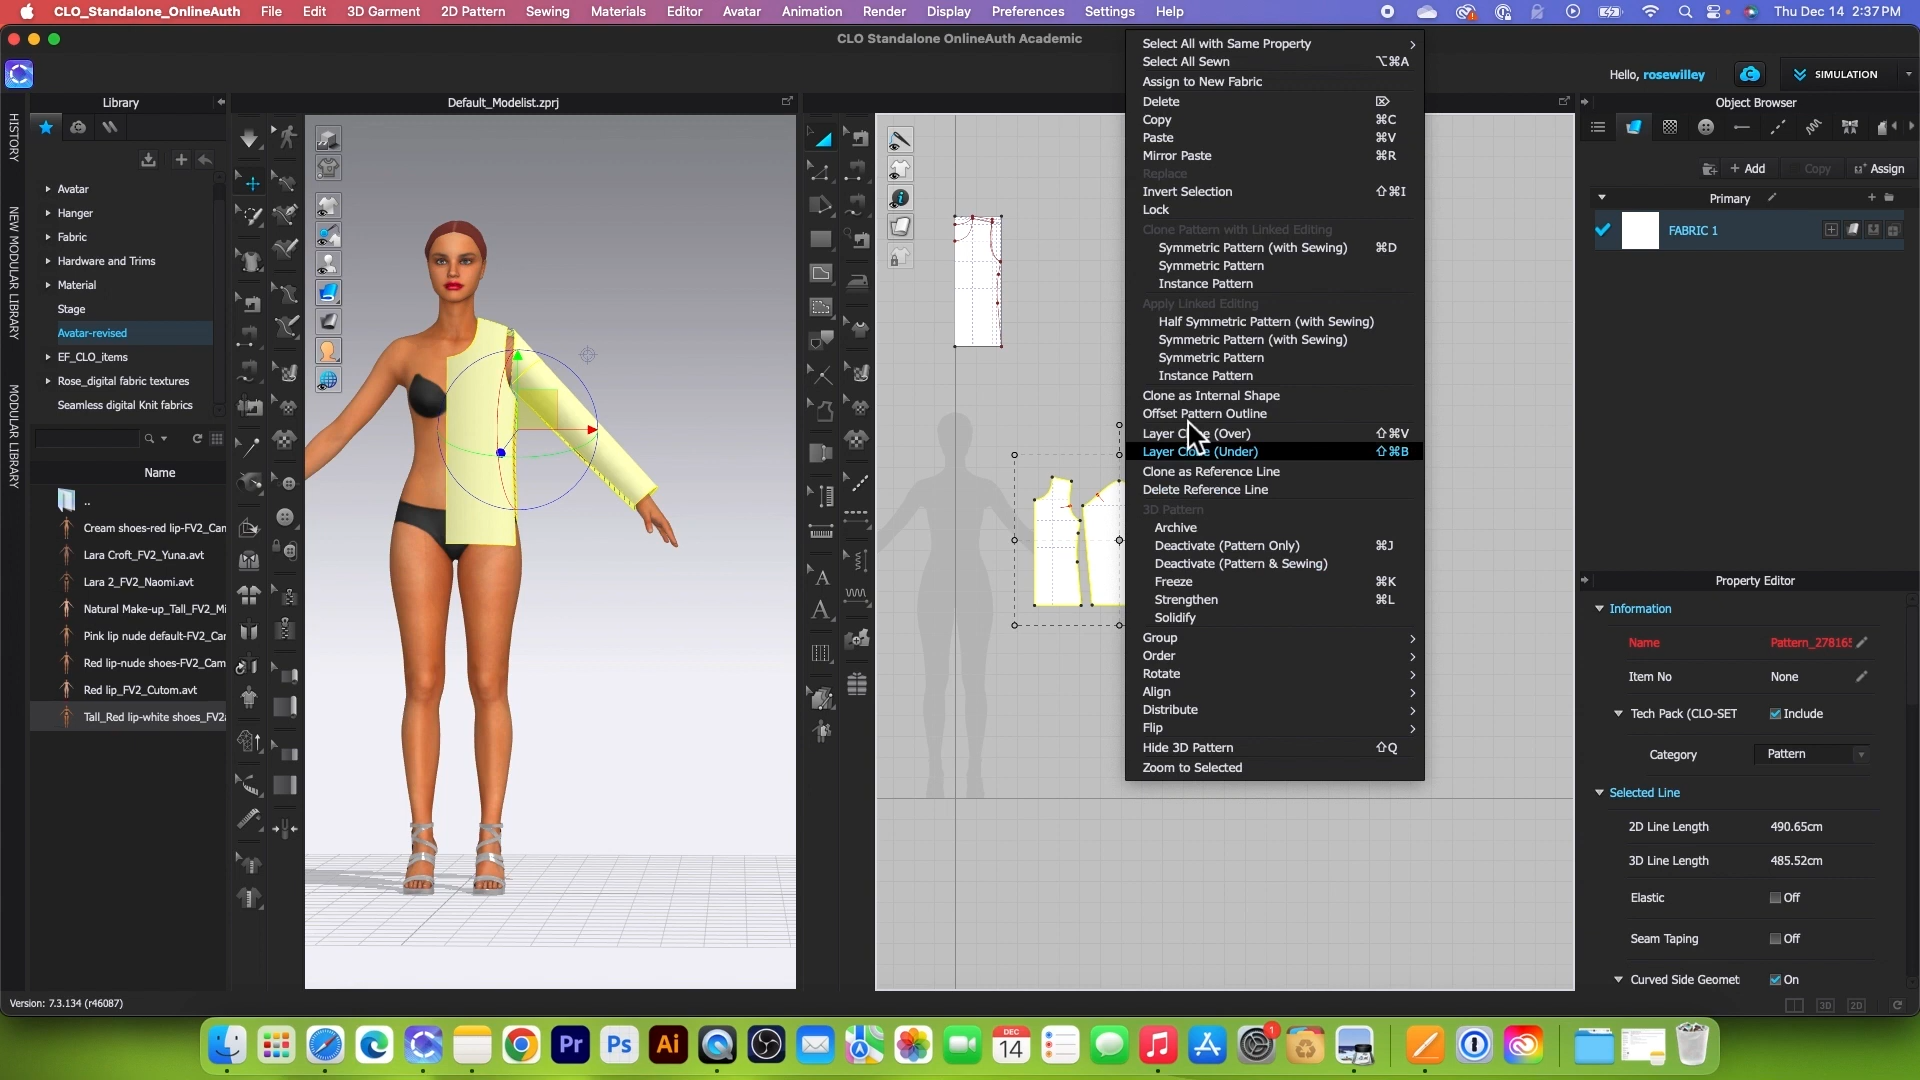 CLO_Standalone_OnlineAuth File Edit 3D Garment 2D Pattern Sewing Materials Editor Avatar Animation Render Display Preferences Settings Help Thu Dec 14 2:37 PM
CLO Standalone OnlineAuth Academic
Hello, rosewilley
SIMULATION
Library
Default_Modelist.zprj
Object Browser
HISTORY
NEW MODULAR LIBRARY
MODULAR LIBRARY
Avatar
Hanger
Fabric
Hardware and Trims
Material
Stage
Avatar-revised
EF_CLO_items
Rose_digital fabric textures
Seamless digital Knit fabrics
Name
..
Cream shoes-red lip-FV2_Can
Lara Croft_FV2_Yuna.avt
Lara 2_FV2_Naomi.avt
Natural Make-up_Tall_FV2_Mi
Pink lip nude default-FV2_Car
Red lip-nude shoes-FV2_Cam
Red lip_FV2_Cutom.avt
Tall_Red lip-white shoes_FV2a
Version: 7.3.134 (r46087)
Select All with Same Property
Select All Sewn ⌥⌘A
Assign to New Fabric
Delete ⌦
Copy ⌘C
Paste ⌘V
Mirror Paste ⌘R
Replace
Invert Selection ⇧⌘I
Lock
Clone Pattern with Linked Editing
Symmetric Pattern (with Sewing) ⌘D
Symmetric Pattern
Instance Pattern
Apply Linked Editing
Half Symmetric Pattern (with Sewing)
Symmetric Pattern (with Sewing)
Symmetric Pattern
Instance Pattern
Clone as Internal Shape
Offset Pattern Outline
Layer (Over) ⇧⌘V
Layer (Under) ⇧⌘B
Clone as Reference Line
Delete Reference Line
3D Pattern
Archive
Deactivate (Pattern Only) ⌘J
Deactivate (Pattern & Sewing)
Freeze ⌘K
Strengthen ⌘L
Solidify
Group
Order
Rotate
Align
Distribute
Flip
Hide 3D Pattern ⇧Q
Zoom to Selected
+ Add Copy Assign
Primary
FABRIC 1
Property Editor
Information
Name Pattern_27816
Item No None
Tech Pack (CLO-SET Include
Category Pattern
Selected Line
2D Line Length 490.65cm
3D Line Length 485.52cm
Elastic Off
Seam Taping Off
Curved Side Geomet On
3D 2D
Pr Ps Ai
DEC
14
1